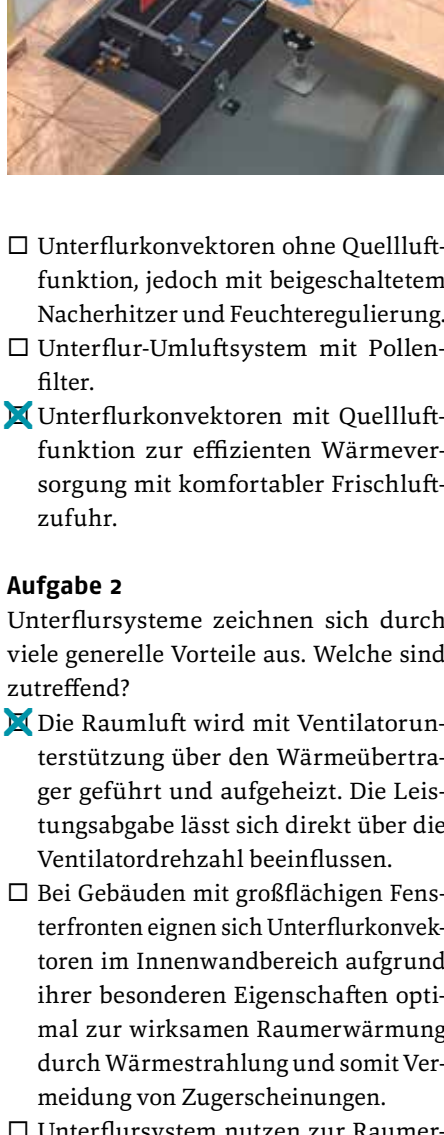 ☐ Unterflurkonvektoren ohne Quellluft-
funktion, jedoch mit beigeschaltetem
Nacherhitzer und Feuchteregulierung.
☐ Unterflur-Umluftsystem mit Pollen-
filter.
☒ Unterflurkonvektoren mit Quellluft-
funktion zur effizienten Wärmever-
sorgung mit komfortabler Frischluft-
zufuhr.
Aufgabe 2
Unterflursysteme zeichnen sich durch
viele generelle Vorteile aus. Welche sind
zutreffend?
☒ Die Raumluft wird mit Ventilatorun-
terstützung über den Wärmeübertra-
ger geführt und aufgeheizt. Die Leis-
tungsabgabe lässt sich direkt über die
Ventilatordrehzahl beeinflussen.
☐ Bei Gebäuden mit großflächigen Fens-
terfronten eignen sich Unterflurkonvek-
toren im Innenwandbereich aufgrund
ihrer besonderen Eigenschaften opti-
mal zur wirksamen Raumerwärmung
durch Wärmestrahlung und somit Ver-
meidung von Zugerscheinungen.
☐ Unterflursystem nutzen zur Raumer-